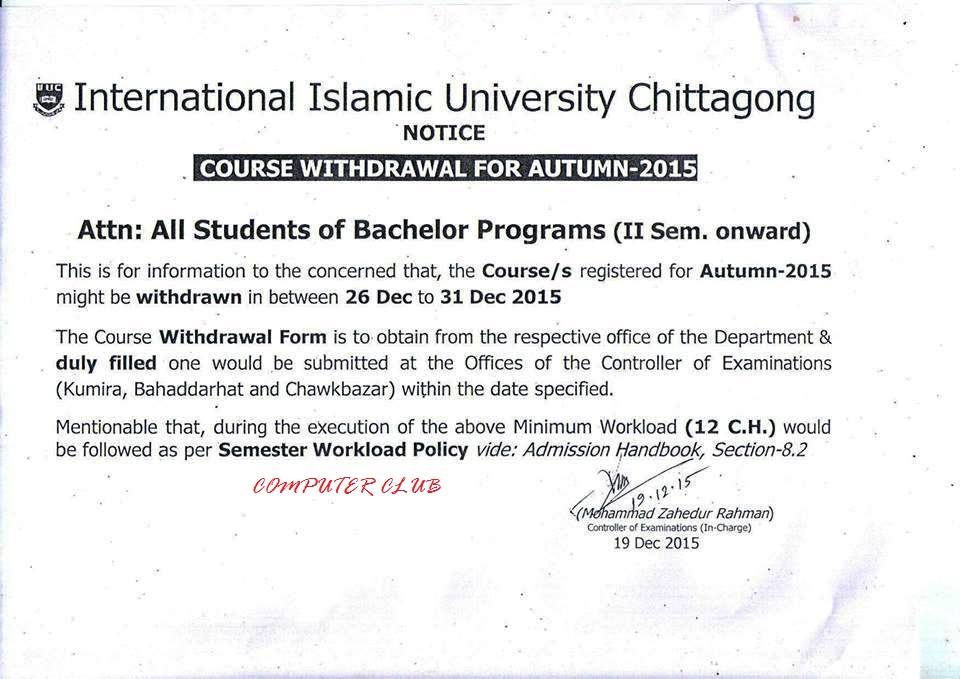 IIUC
International Islamic University Chittagong
NOTICE
COURSE WITHDRAWAL FOR AUTUMN-2015
Attn: All Students of Bachelor Programs (II Sem. onward)
This is for information to the concerned that, the Course/s registered for Autumn-2015
might be withdrawn in between 26 Dec to 31 Dec 2015
The Course Withdrawal Form is to obtain from the respective office of the Department &
duly filled one would be submitted at the Offices of the Controller of Examinations
(Kumira, Bahaddarhat and Chawkbazar) within the date specified.
Mentionable that, during the execution of the above Minimum Workload (12 C.H.) would
be followed as per Semester Workload Policy vide: Admission Handbook, Section-8.2
COMPUTER CLUB
19.12.15
(Mohammad Zahedur Rahman)
Controller of Examinations (In-Charge)
19 Dec 2015